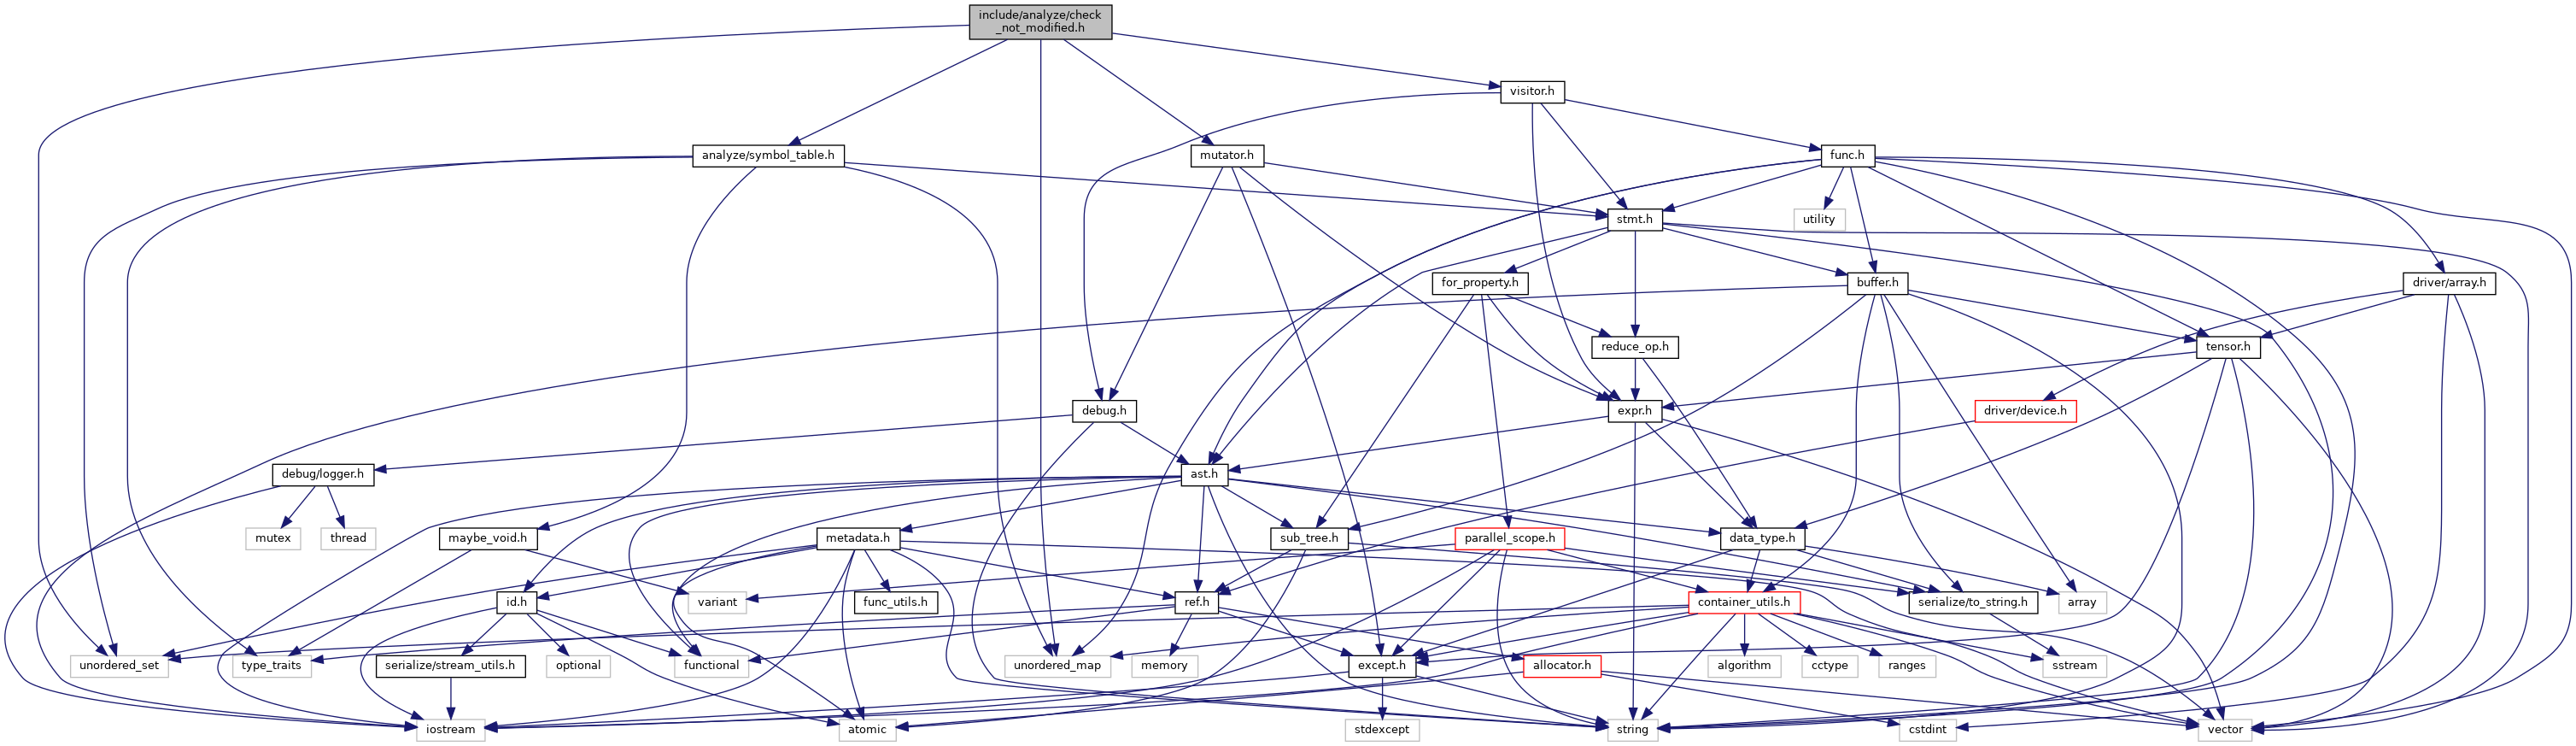 include/analyze/check
_not_modified.h
visitor.h
analyze/symbol_table.h
mutator.h
func.h
utility
stmt.h
for_property.h
buffer.h
driver/array.h
reduce_op.h
tensor.h
debug.h
expr.h
driver/device.h
debug/logger.h
ast.h
mutex
thread
maybe_void.h
metadata.h
sub_tree.h
parallel_scope.h
data_type.h
id.h
variant
func_utils.h
ref.h
container_utils.h
serialize/to_string.h
array
unordered_set
type_traits
serialize/stream_utils.h
optional
functional
unordered_map
memory
allocator.h
except.h
algorithm
cctype
ranges
sstream
iostream
atomic
stdexcept
string
cstdint
vector